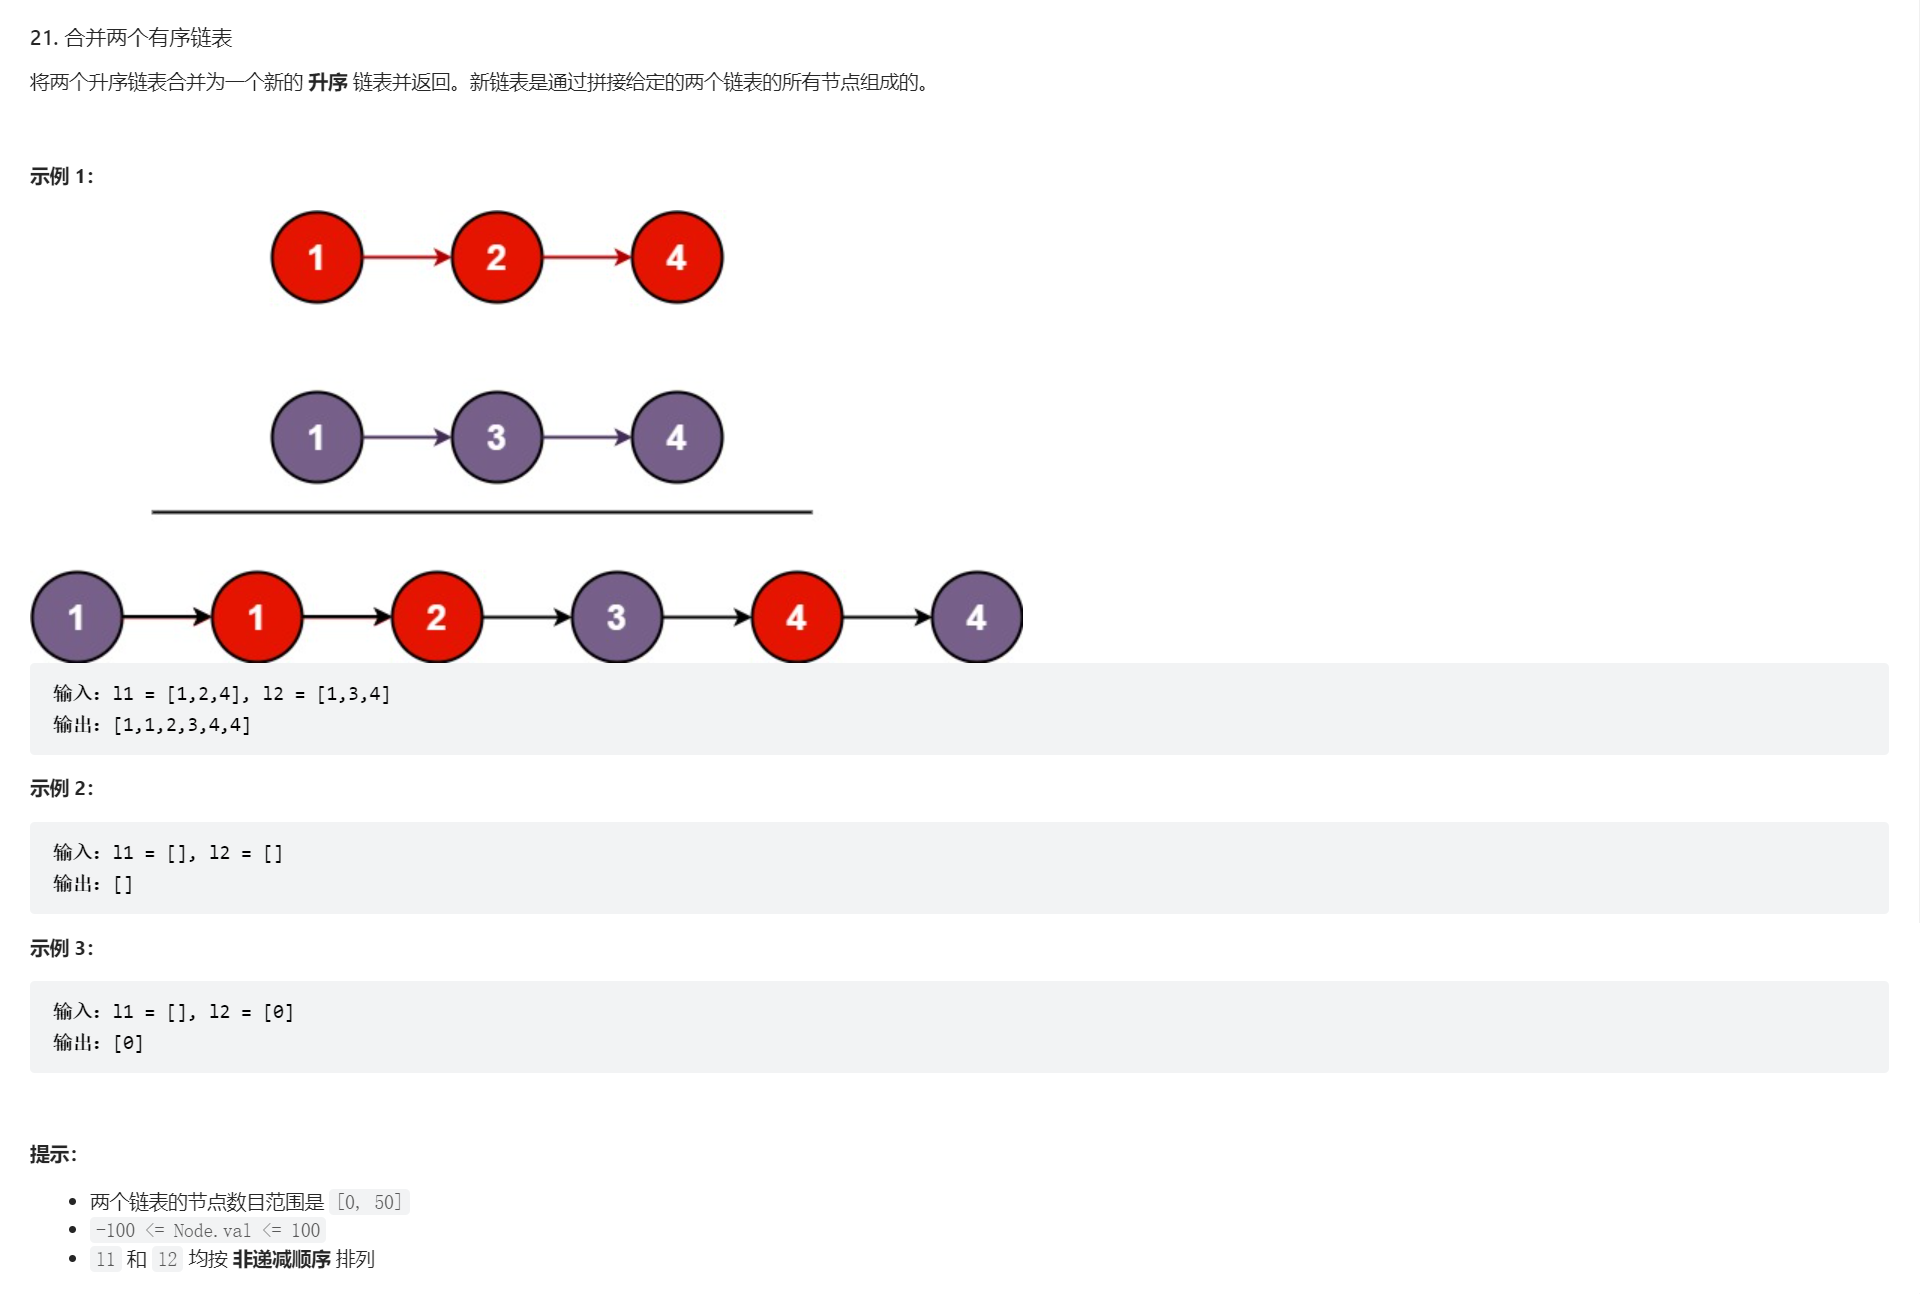 21. 合并两个有序链表
将两个升序链表合并为一个新的 升序 链表并返回。新链表是通过拼接给定的两个链表的所有节点组成的。
示例 1：
1 2 4
1 3 4
1 1 2 3 4 4
输入：l1 = [1,2,4], l2 = [1,3,4]
输出：[1,1,2,3,4,4]
示例 2：
输入：l1 = [], l2 = []
输出：[]
示例 3：
输入：l1 = [], l2 = [0]
输出：[0]
提示：
两个链表的节点数目范围是 [0, 50]
-100 <= Node.val <= 100
l1 和 l2 均按 非递减顺序 排列